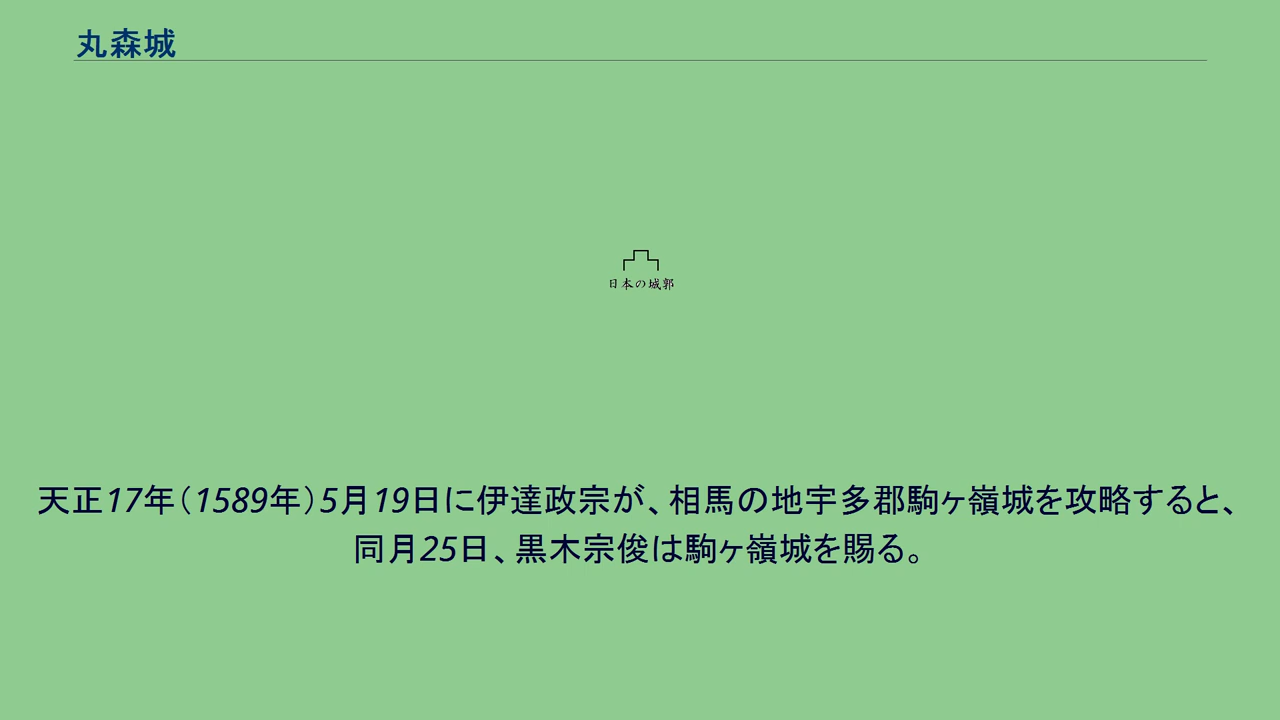 丸森城
日本の城郭
天正17年(1589年)5月19日に伊達政宗が、相馬の地宇多郡駒ヶ嶺城を攻略すると、
同月25日、黒木宗俊は駒ヶ嶺城を賜る。